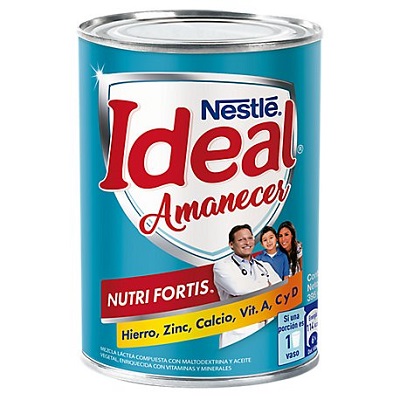 Nestlé.
Ideal®
Amanecer
NUTRI FORTIS™
Hierro, Zinc, Calcio, Vit. A, C y D
MEZCLA LÁCTEA COMPUESTA CON MALTODEXTRINA Y ACEITE
VEGETAL, ENRIQUECIDA CON VITAMINAS Y MINERALES
Si una
porción es
1
vaso